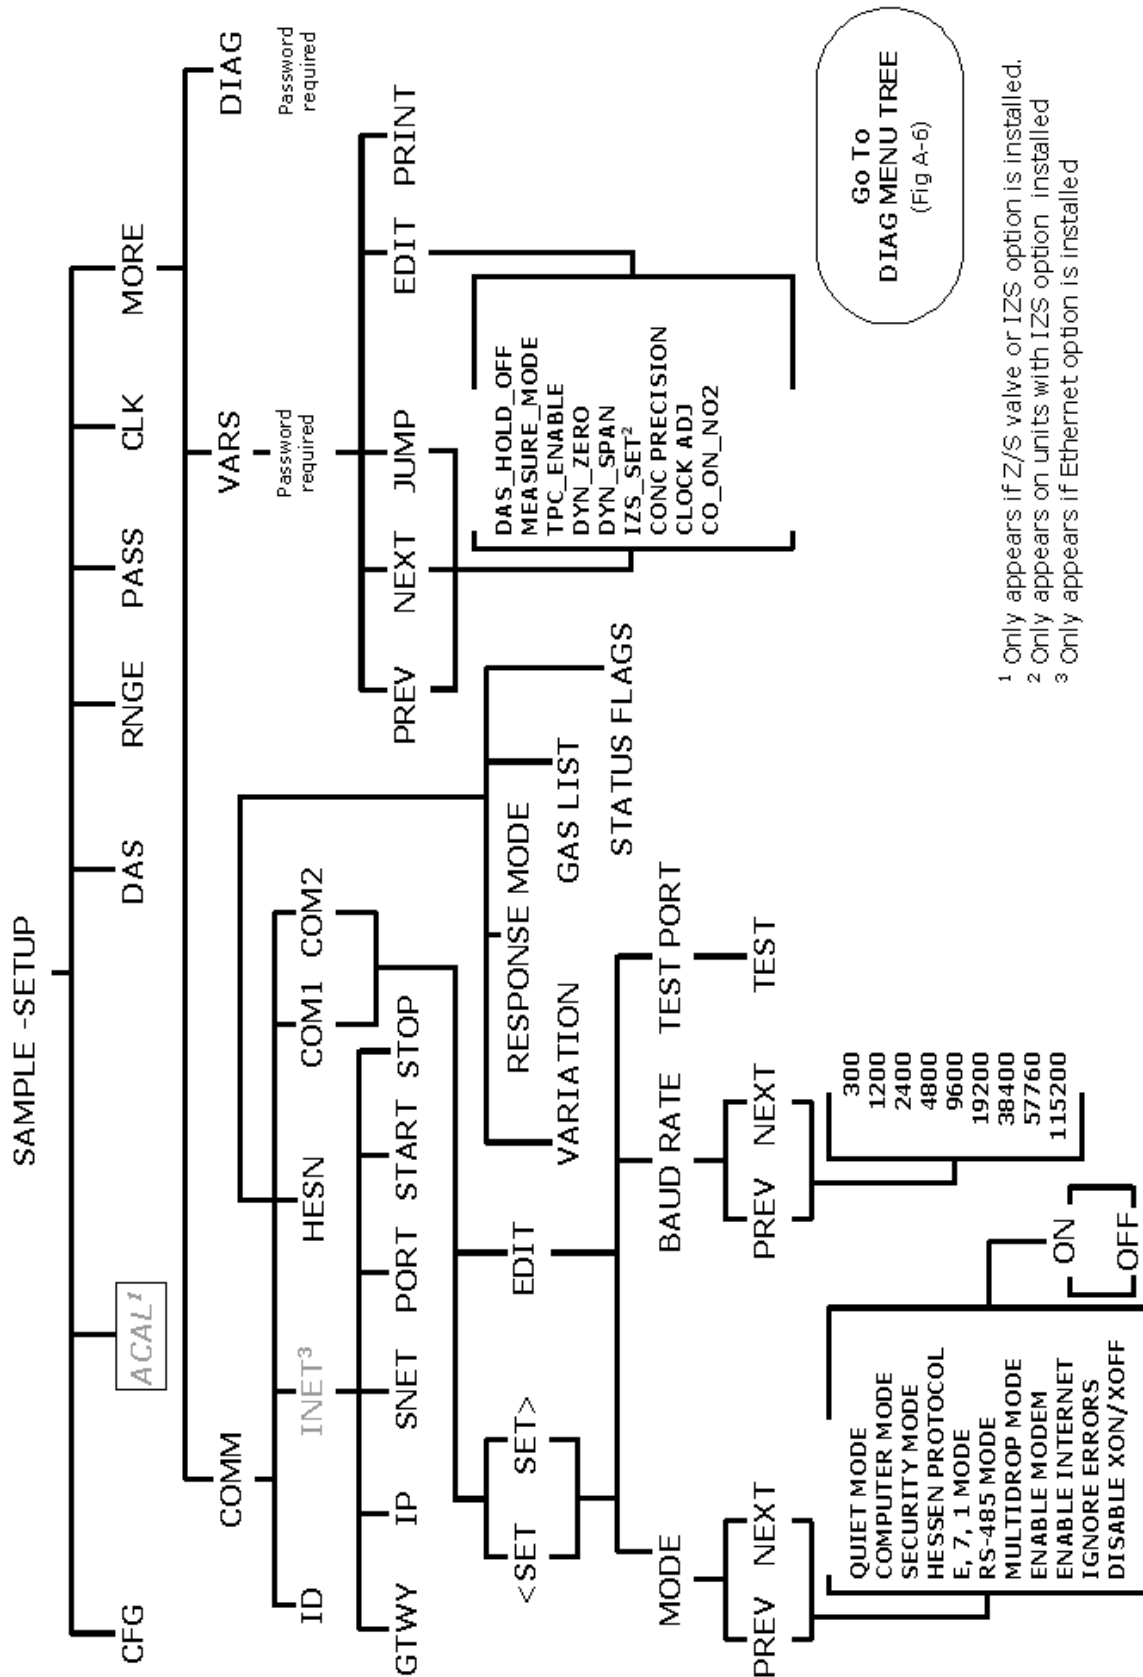 SAMPLE -SETUP
CFG
ACAL¹
DAS
RNGE
PASS
CLK
MORE
COMM
VARS
DIAG
Password
required
Password
required
ID
INET³
HESN
COM1
COM2
GTWY
IP
SNET
PORT
START
STOP
PREV
NEXT
JUMP
EDIT
PRINT
<SET
SET>
EDIT
VARIATION
RESPONSE MODE
GAS LIST
STATUS FLAGS
DAS_HOLD_OFF
MEASURE_MODE
TPC_ENABLE
DYN_ZERO
DYN_SPAN
IZS_SET²
CONC PRECISION
CLOCK ADJ
CO_ON_NO2
MODE
BAUD RATE
TEST PORT
PREV
NEXT
PREV
NEXT
TEST
QUIET MODE
COMPUTER MODE
SECURITY MODE
HESSEN PROTOCOL
E, 7, 1 MODE
RS-485 MODE
MULTIDROP MODE
ENABLE MODEM
ENABLE INTERNET
IGNORE ERRORS
DISABLE XON/XOFF
ON
OFF
300
1200
2400
4800
9600
19200
38400
57760
115200
Go To
DIAG MENU TREE
(Fig A-6)
¹ Only appears if Z/S valve or IZS option is installed.
² Only appears on units with IZS option installed
³ Only appears if Ethernet option is installed